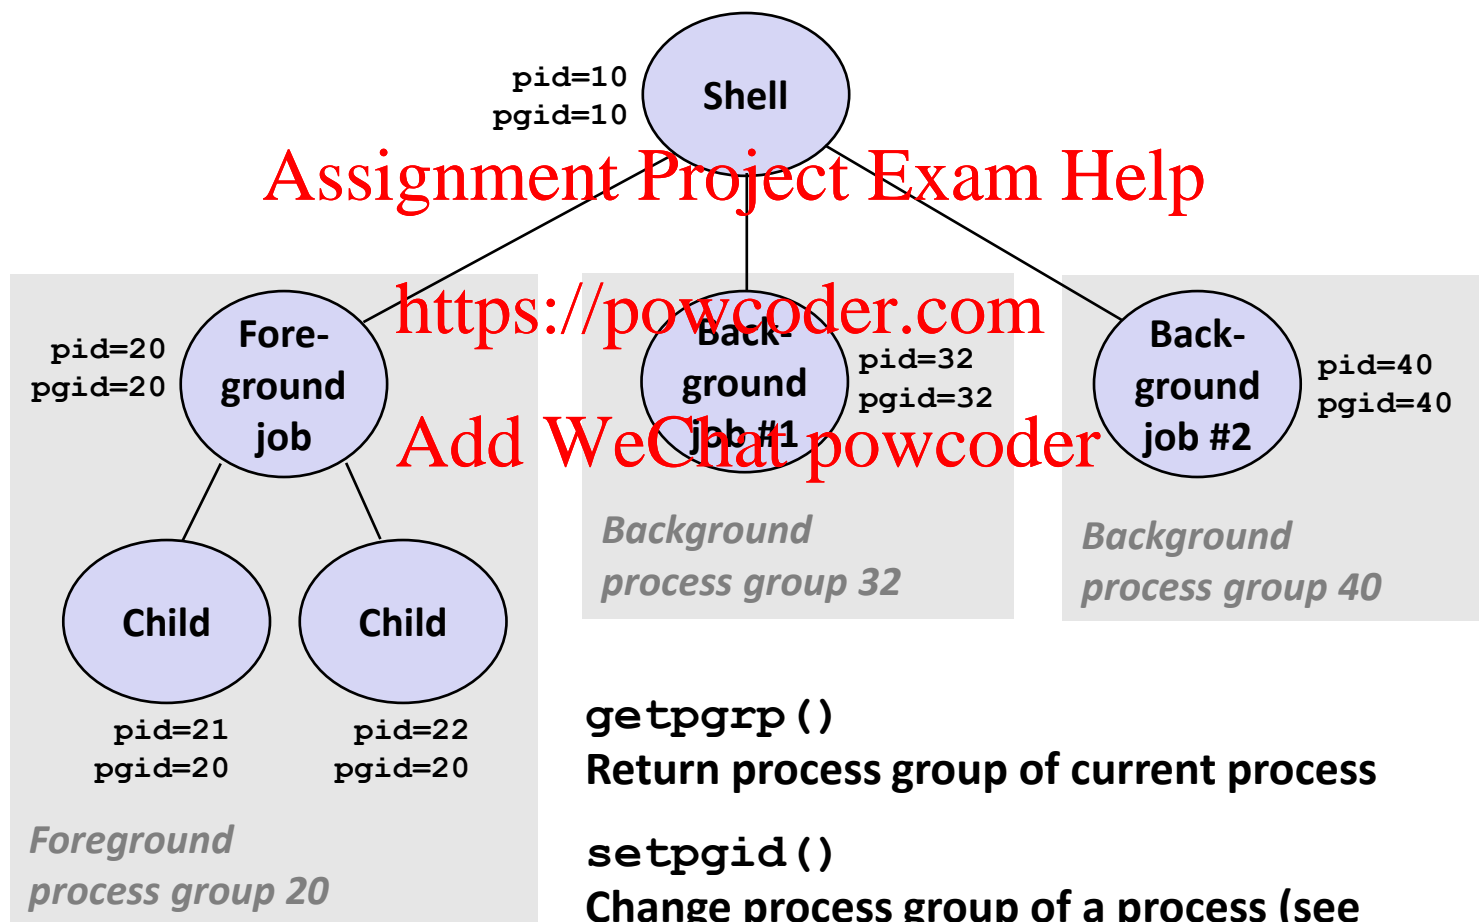 pid=10
pgid=10
Shell
Assignment Project Exam Help
https://powcoder.com
Add WeChat powcoder
pid=20
pgid=20
Fore-
ground
job
Back-
ground
job #1
pid=32
pgid=32
Back-
ground
job #2
pid=40
pgid=40
Background
process group 32
Background
process group 40
Child
Child
pid=21
pgid=20
pid=22
pgid=20
Foreground
process group 20
getpgrp()
Return process group of current process
setpgid()
Change process group of a process (see